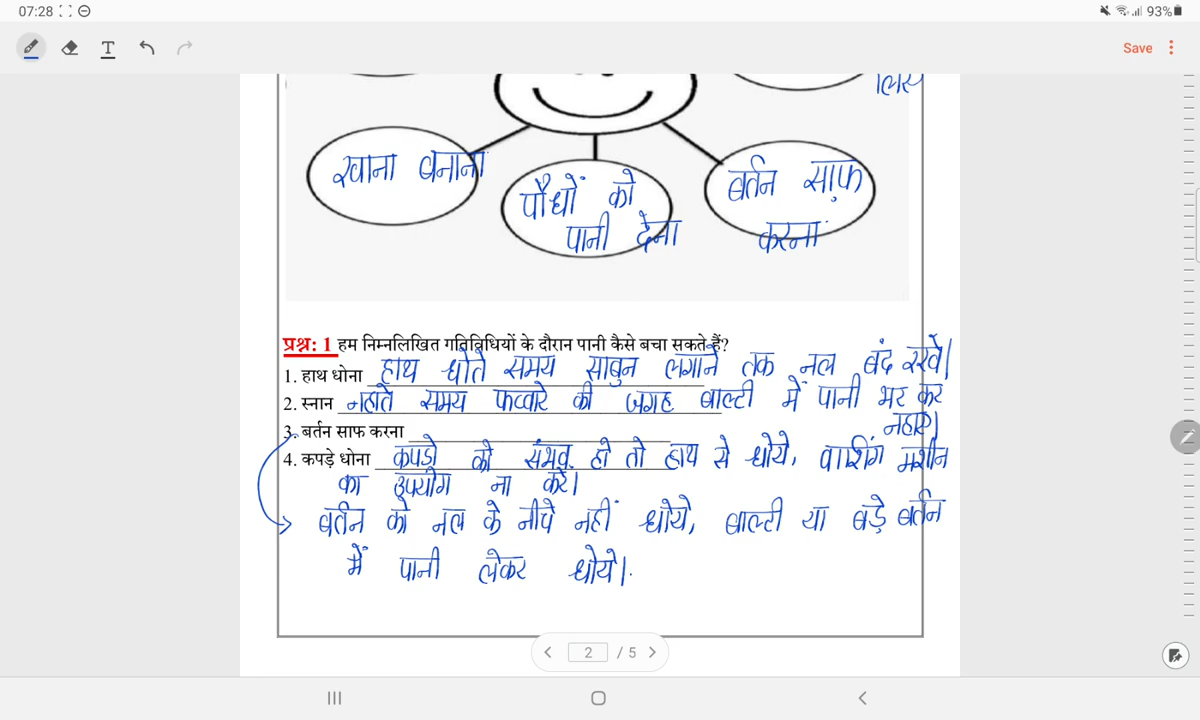 07:28
93%
Save
लिए
खाना बनाना
पौधों को
पानी देना
बर्तन साफ़
करना
प्रश्न: 1 हम निम्नलिखित गतिविधियों के दौरान पानी कैसे बचा सकते हैं?
1. हाथ धोना हाथ धोते समय साबुन लगाने तक नल बंद रखें।
2. स्नान नहाते समय फव्वारे की जगह बाल्टी में पानी भर कर
नहाए।
3. बर्तन साफ करना
4. कपड़े धोना कपड़ो को संभव हो तो हाथ से धोये, वाशिंग मशीन
का उपयोग ना करे।
बर्तन को नल के नीचे नहीं धोये, बाल्टी या बड़े बर्तन
में पानी लेकर धोये।
2 / 5